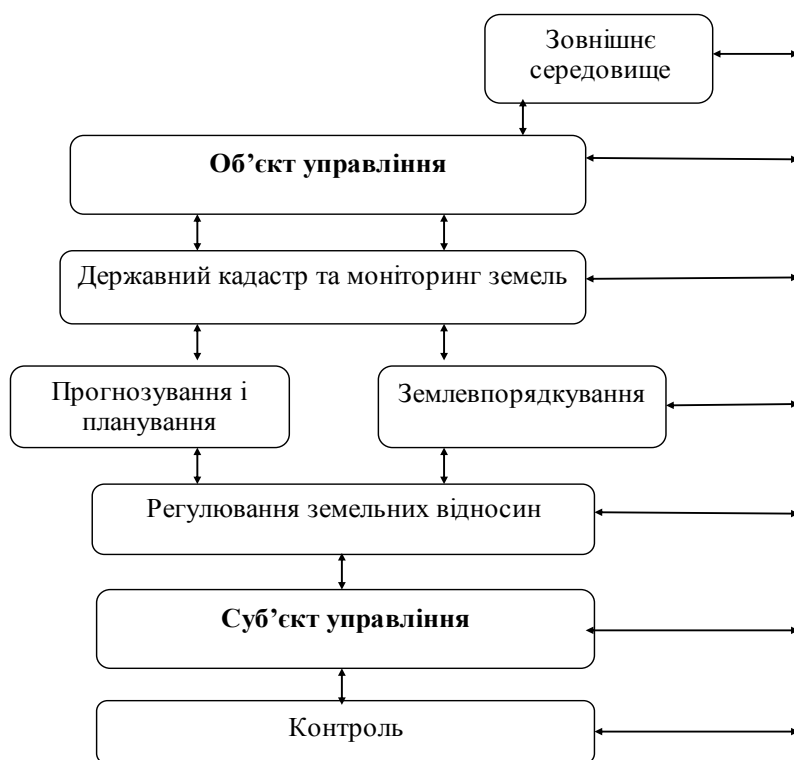 Зовнішнє
середовище
Об’єкт управління
Державний кадастр та моніторинг земель
Прогнозування і
планування
Землевпорядкування
Регулювання земельних відносин
Суб’єкт управління
Контроль